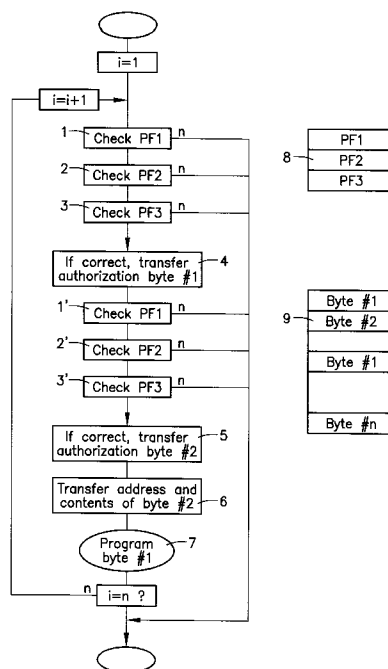 i=1
i=i+1
1 Check PF1 n
2 Check PF2 n
3 Check PF3 n
If correct, transfer
authorization byte #1
4
1' Check PF1 n
2' Check PF2 n
3' Check PF3 n
If correct, transfer
authorization byte #2
5
Transfer address and
contents of byte #2
6
Program
byte #1
7
n i=n ?
PF1
8 PF2
PF3
Byte #1
9 Byte #2
Byte #1
Byte #n